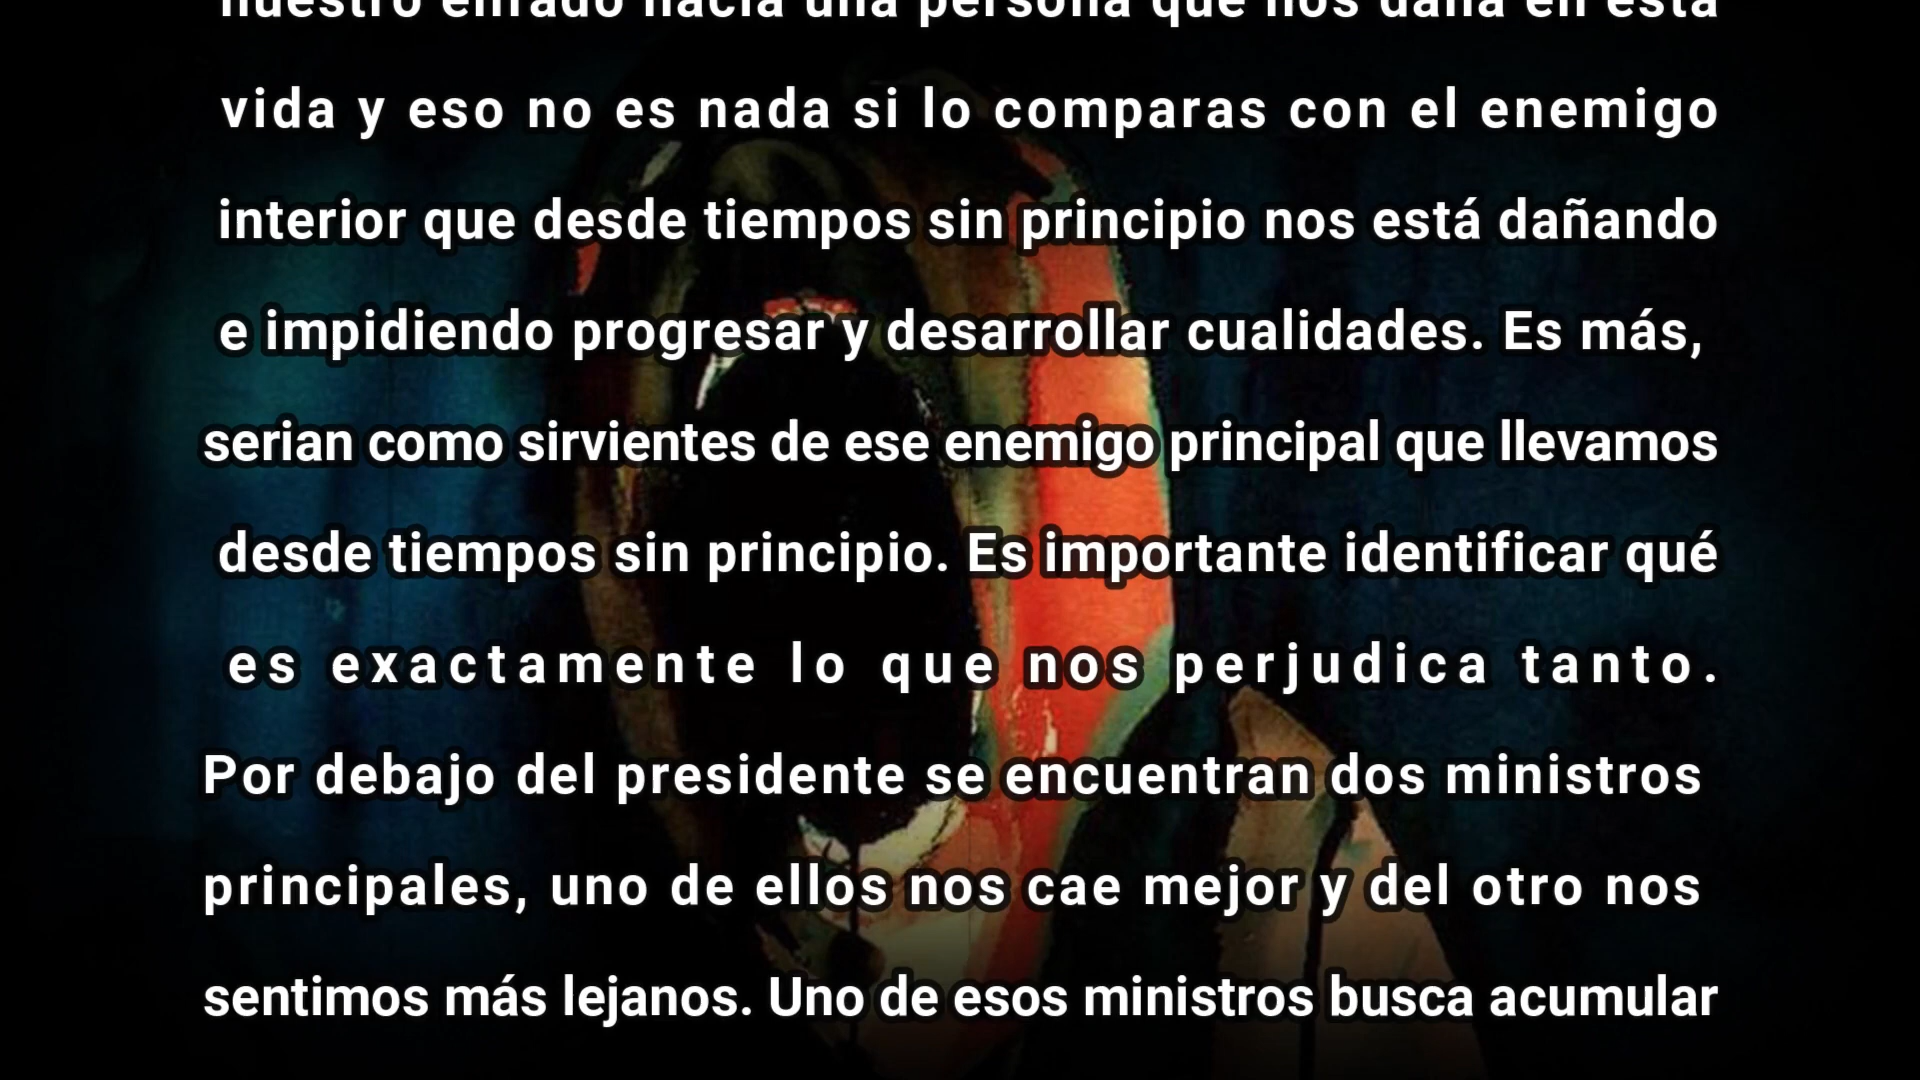 nuestro enfado hacia una persona que nos daña en esta
vida y eso no es nada si lo comparas con el enemigo
interior que desde tiempos sin principio nos está dañando
e impidiendo progresar y desarrollar cualidades. Es más,
serian como sirvientes de ese enemigo principal que llevamos
desde tiempos sin principio. Es importante identificar qué
es exactamente lo que nos perjudica tanto.
Por debajo del presidente se encuentran dos ministros
principales, uno de ellos nos cae mejor y del otro nos
sentimos más lejanos. Uno de esos ministros busca acumular